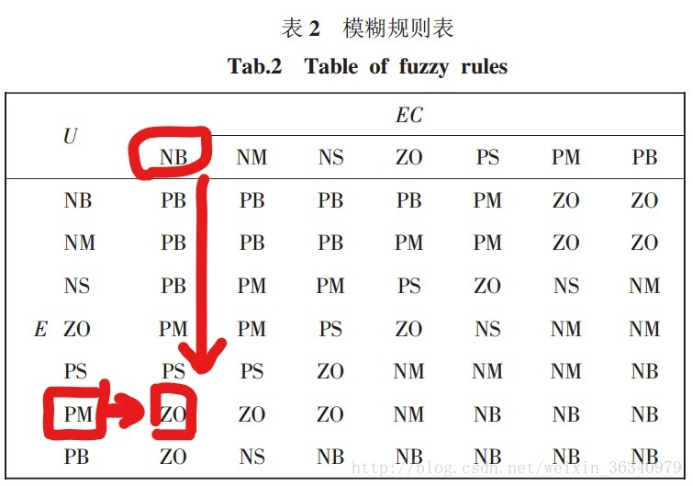 表 2 模糊规则表
Tab.2 Table of fuzzy rules
U EC
NB NM NS ZO PS PM PB
NB PB PB PB PB PM ZO ZO
NM PB PB PB PM PM ZO ZO
NS PB PM PM PS ZO NS NM
E ZO PM PM PS ZO NS NM NM
PS PS PS ZO NM NM NM NB
PM ZO ZO ZO NM NB NB NB
PB ZO NS NB NB NB NB NB
http://blog.csdn.net/weixin_36340979